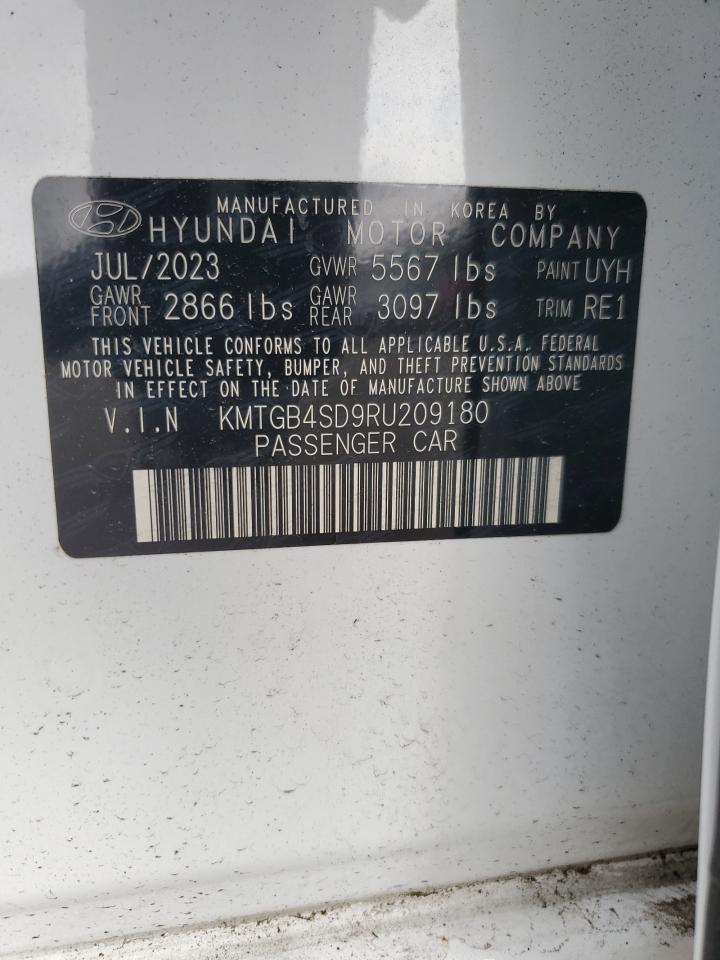 MANUFACTURED IN KOREA BY
HYUNDAI MOTOR COMPANY
JUL/2023 GVWR 5567 lbs PAINT UYH
GAWR FRONT 2866 lbs GAWR REAR 3097 lbs TRIM RE1
THIS VEHICLE CONFORMS TO ALL APPLICABLE U.S.A. FEDERAL
MOTOR VEHICLE SAFETY, BUMPER, AND THEFT PREVENTION STANDARDS
IN EFFECT ON THE DATE OF MANUFACTURE SHOWN ABOVE
V.I.N KMTGB4SD9RU209180
PASSENGER CAR